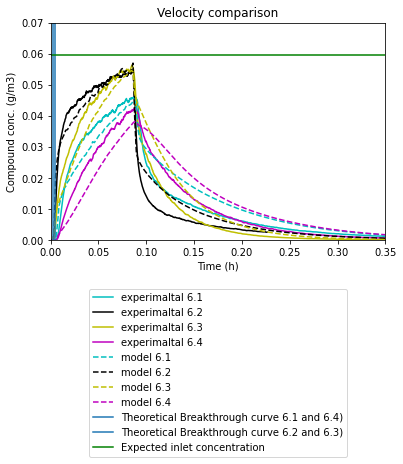 Velocity comparison
0.07
0.06
0.05
0.04
0.03
0.02
0.01
0.00
Compound conc. (g/m3)
0.00 0.05 0.10 0.15 0.20 0.25 0.30 0.35
Time (h)
experimaltal 6.1
experimaltal 6.2
experimaltal 6.3
experimaltal 6.4
model 6.1
model 6.2
model 6.3
model 6.4
Theoretical Breakthrough curve 6.1 and 6.4)
Theoretical Breakthrough curve 6.2 and 6.3)
Expected inlet concentration